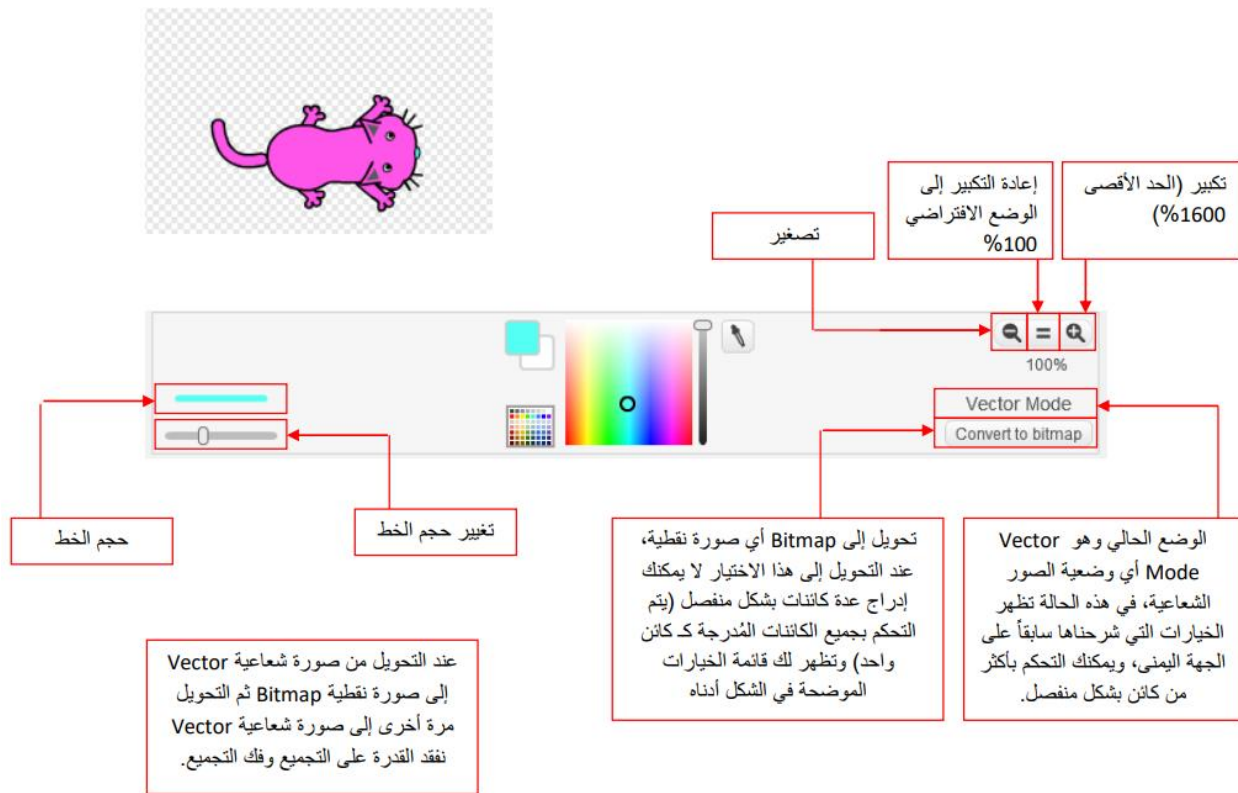 تكبير (الحد الأقصى
1600%)
إعادة التكبير إلى
الوضع الافتراضي
100%
تصغير
100%
Vector Mode
Convert to bitmap
حجم الخط
تغيير حجم الخط
تحويل إلى Bitmap أي صورة نقطية،
عند التحويل إلى هذا الاختيار لا يمكنك
إدراج عدة كائنات بشكل منفصل (يتم
التحكم بجميع الكائنات المُدرجة كـ كائن
واحد) وتظهر لك قائمة الخيارات
الموضحة في الشكل أدناه
الوضع الحالي وهو Vector
Mode أي وضعية الصور
الشعاعية، في هذه الحالة تظهر
الخيارات التي شرحناها سابقاً على
الجهة اليمنى، ويمكنك التحكم بأكثر
من كائن بشكل منفصل.
عند التحويل من صورة شعاعية Vector
إلى صورة نقطية Bitmap ثم التحويل
مرة أخرى إلى صورة شعاعية Vector
نفقد القدرة على التجميع وفك التجميع.